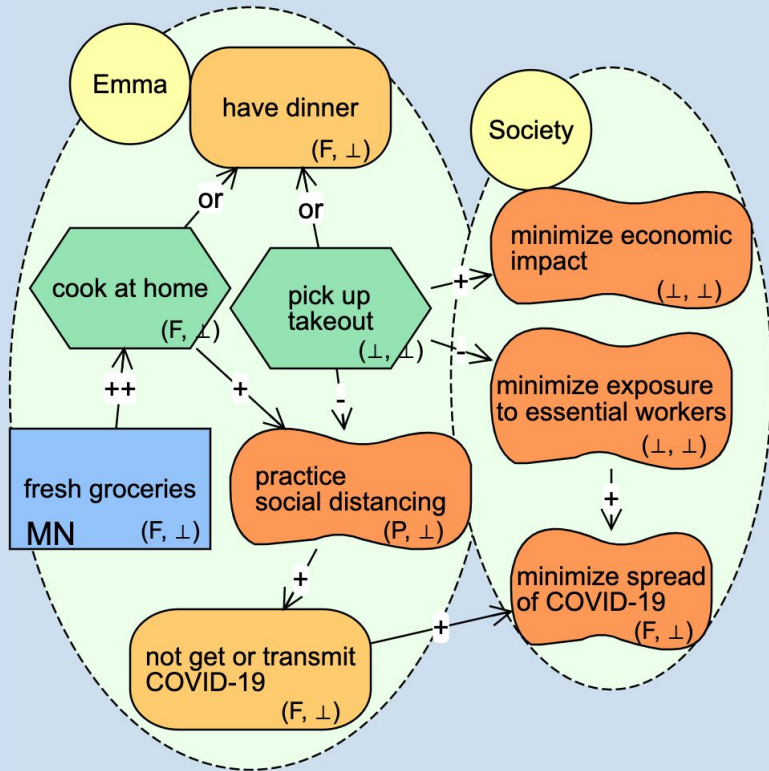 Emma
have dinner
(F, ⊥)
Society
or
or
minimize economic
impact
(⊥, ⊥)
cook at home
(F, ⊥)
pick up
takeout
(⊥, ⊥)
+
-
minimize exposure
to essential workers
(⊥, ⊥)
++
+
-
fresh groceries
MN
(F, ⊥)
practice
social distancing
(P, ⊥)
+
+
minimize spread
of COVID-19
(F, ⊥)
+
not get or transmit
COVID-19
(F, ⊥)